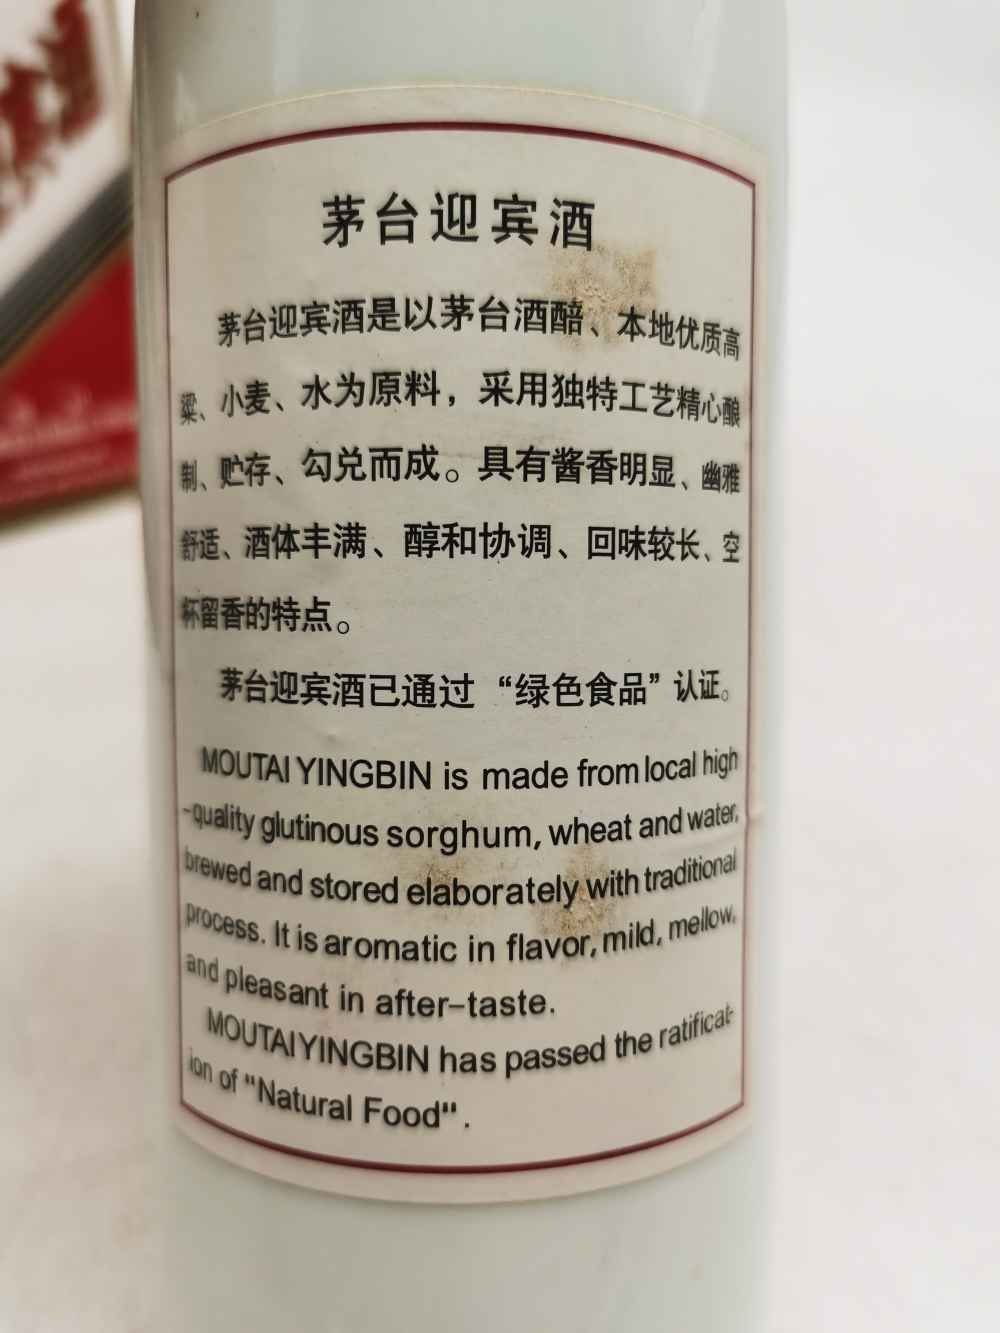 茅台迎宾酒
茅台迎宾酒是以茅台酒醅、本地优质高
粱、小麦、水为原料，采用独特工艺精心酿
制、贮存、勾兑而成。具有酱香明显、幽雅
舒适、酒体丰满、醇和协调、回味较长、空
杯留香的特点。
茅台迎宾酒已通过“绿色食品”认证。
MOUTAI YINGBIN is made from local high
-quality glutinous sorghum, wheat and water,
brewed and stored elaborately with traditional
process. It is aromatic in flavor, mild, mellow,
and pleasant in after-taste.
MOUTAI YINGBIN has passed the ratificat-
ion of "Natural Food".